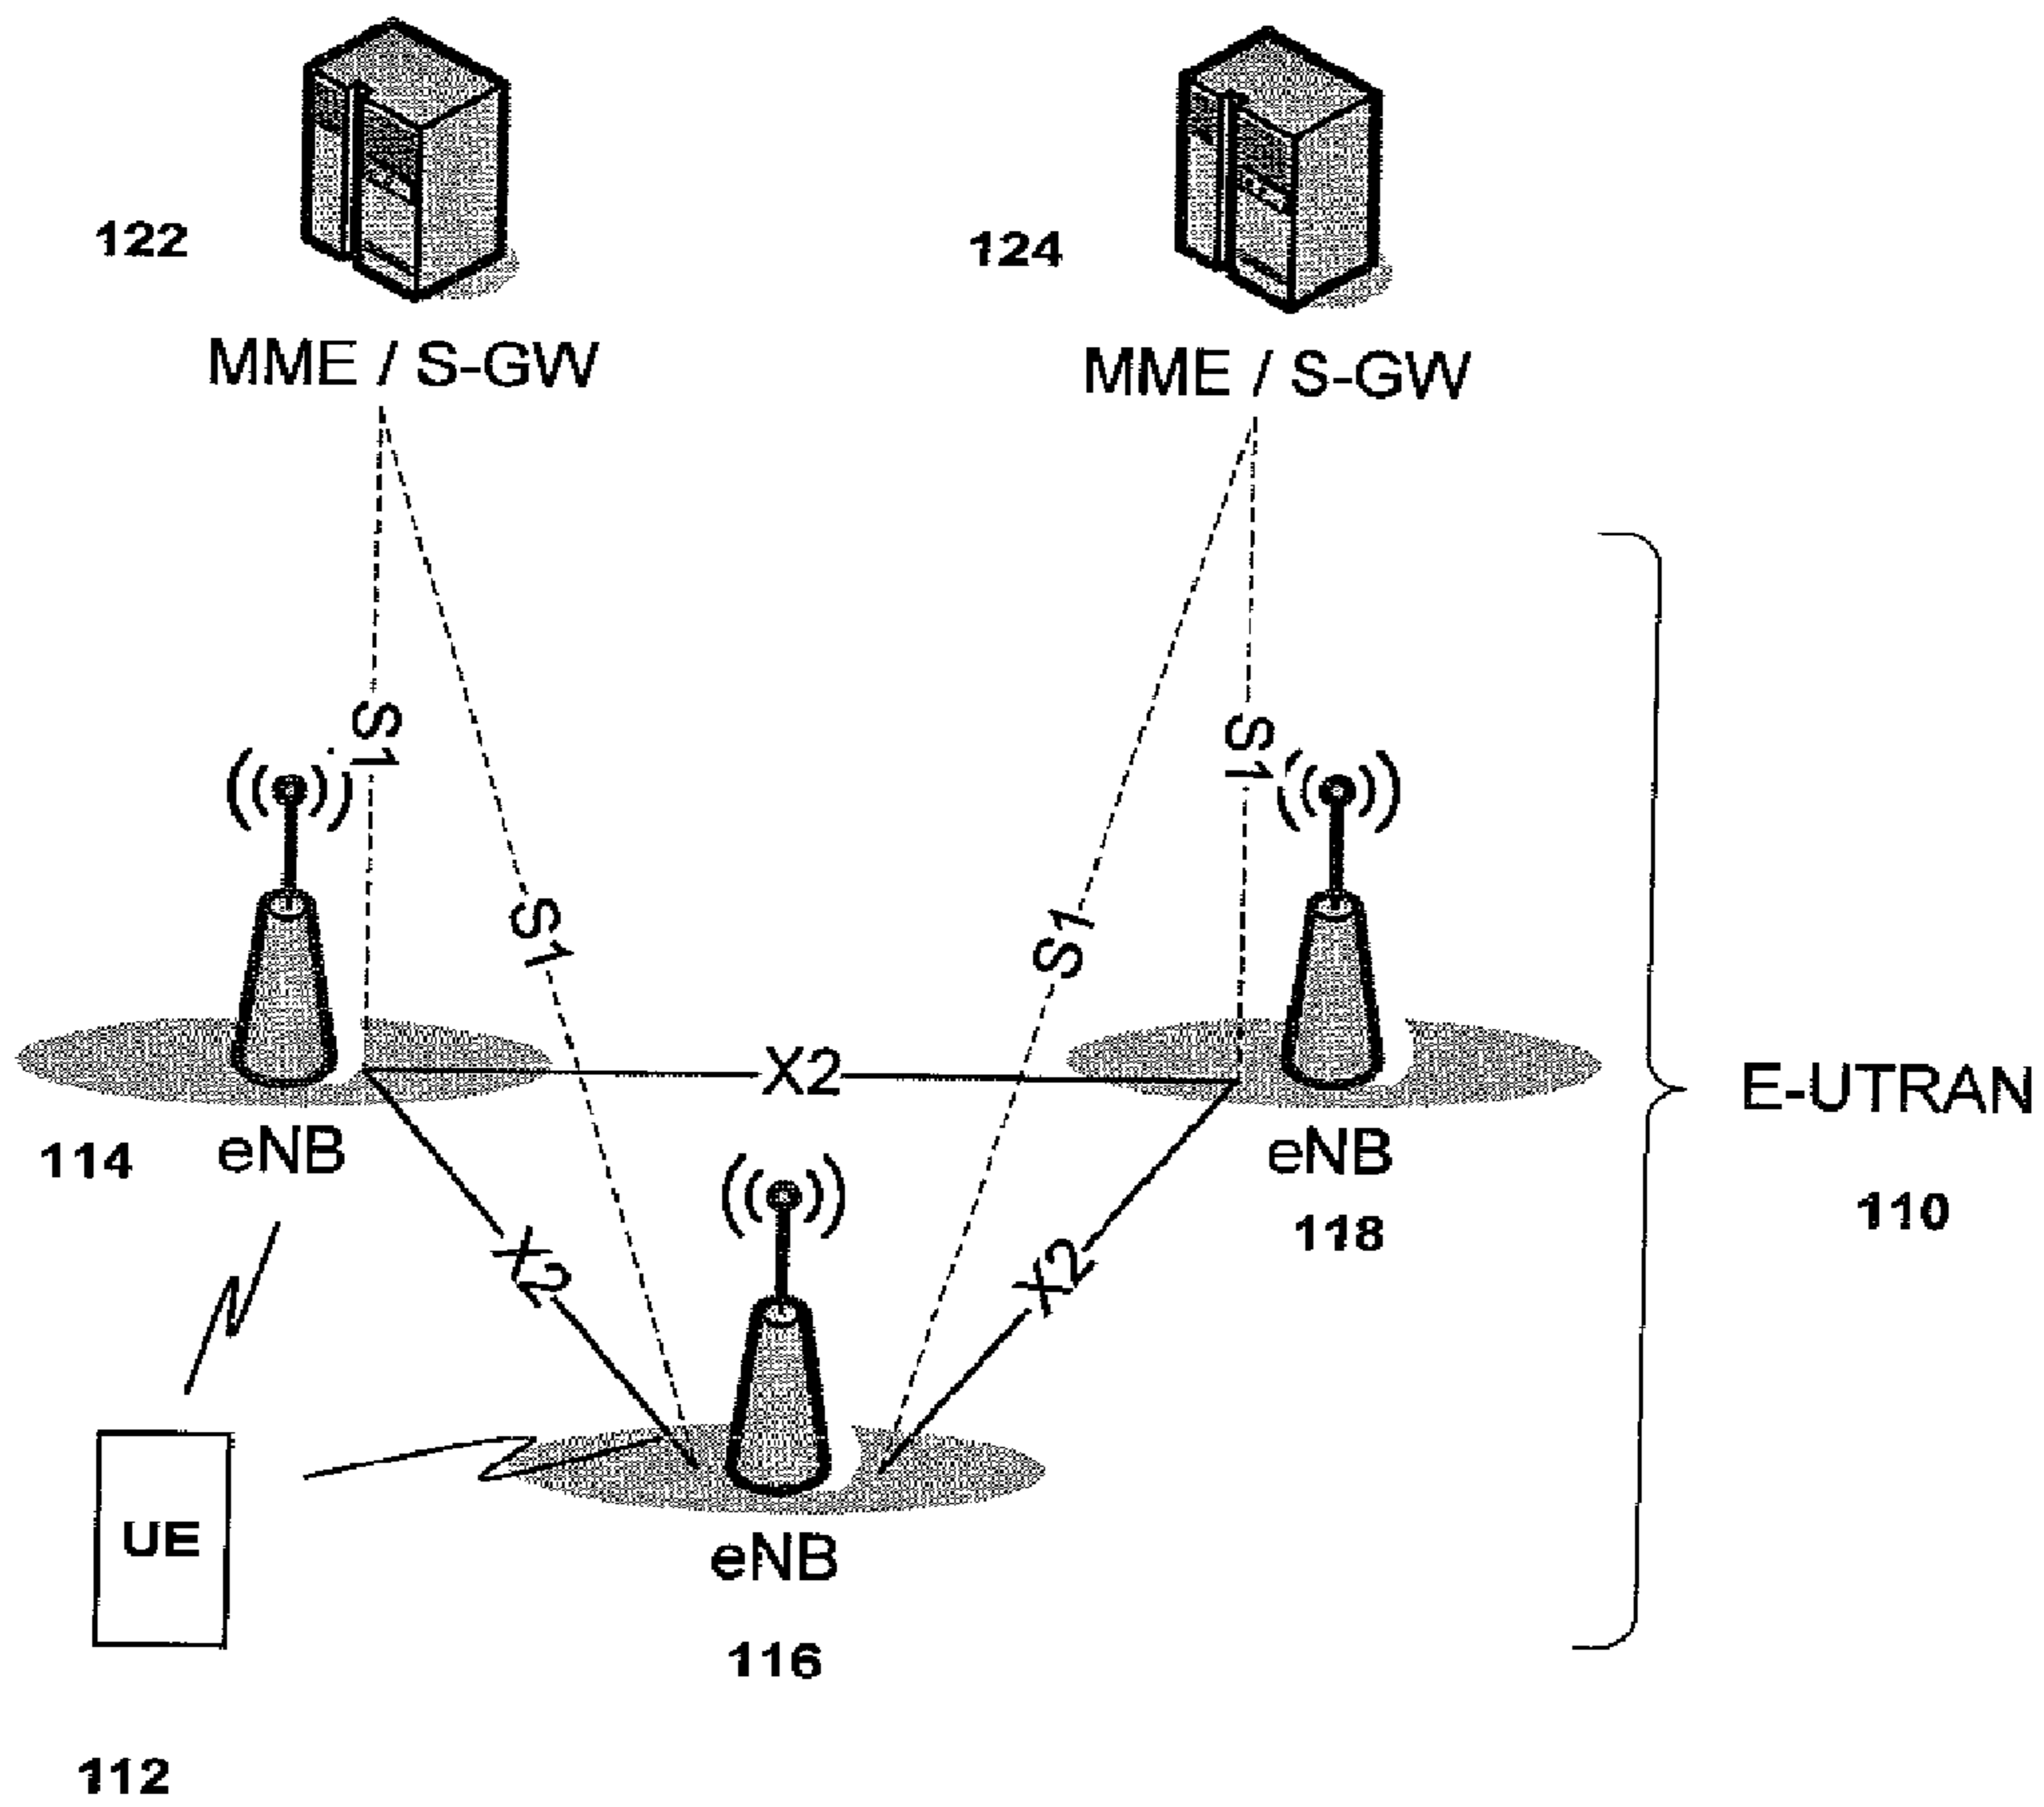 122
124
MME / S-GW
MME / S-GW
S1
S1
S1
S1
X2
E-UTRAN
114
eNB
eNB
110
118
X2
X2
UE
eNB
116
112